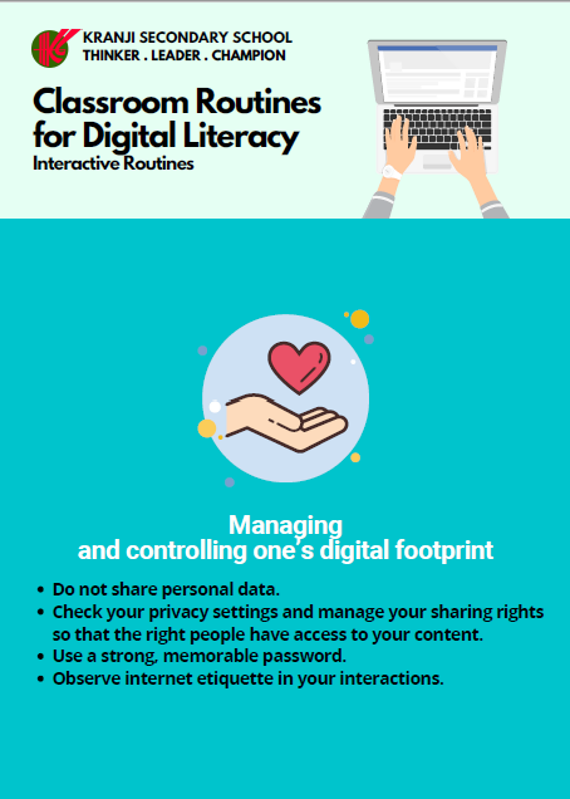 KRANJI SECONDARY SCHOOL
THINKER . LEADER . CHAMPION
Classroom Routines
for Digital Literacy
Interactive Routines
Managing
and controlling one's digital footprint
• Do not share personal data.
• Check your privacy settings and manage your sharing rights
so that the right people have access to your content.
• Use a strong, memorable password.
• Observe internet etiquette in your interactions.